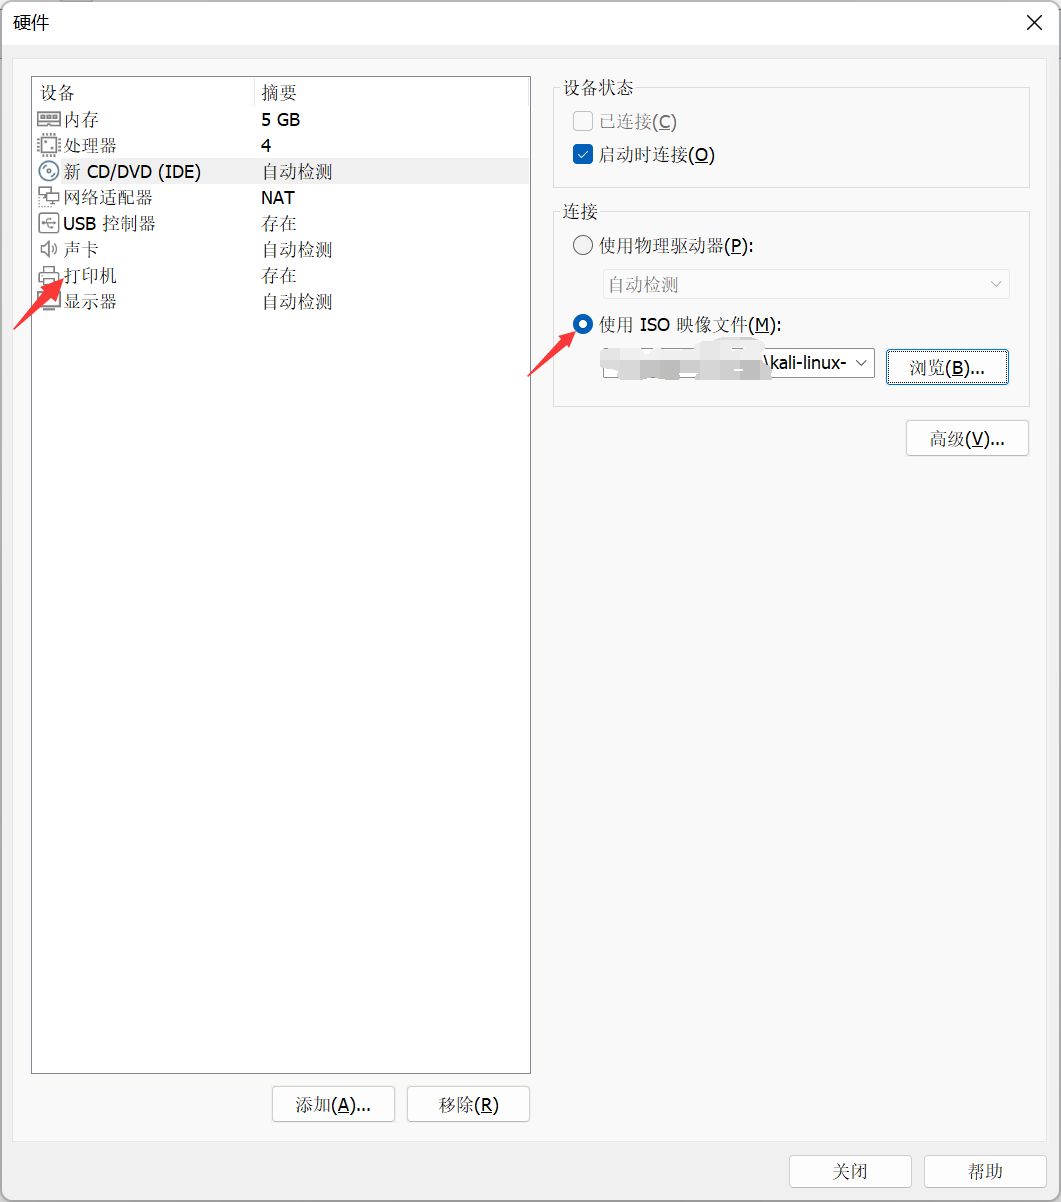 硬件
设备 摘要
内存 5 GB
处理器 4
新 CD/DVD (IDE) 自动检测
网络适配器 NAT
USB 控制器 存在
声卡 自动检测
打印机 存在
显示器 自动检测
添加(A)... 移除(R)
设备状态
已连接(C)
启动时连接(O)
连接
使用物理驱动器(P):
自动检测
使用 ISO 映像文件(M):
\kali-linux- 浏览(B)...
高级(V)...
关闭 帮助